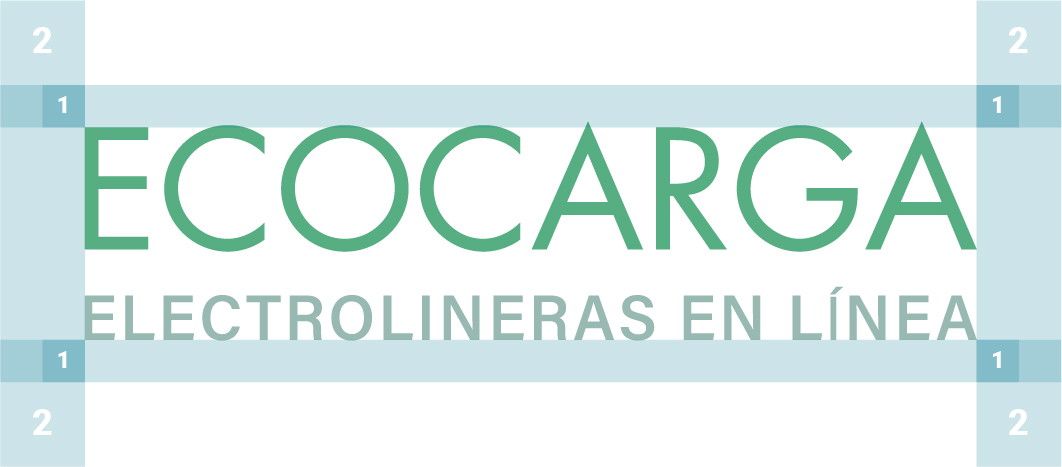 2 2
1 1
ECOCARGA
ELECTROLINERAS EN LÍNEA
1 1
2 2